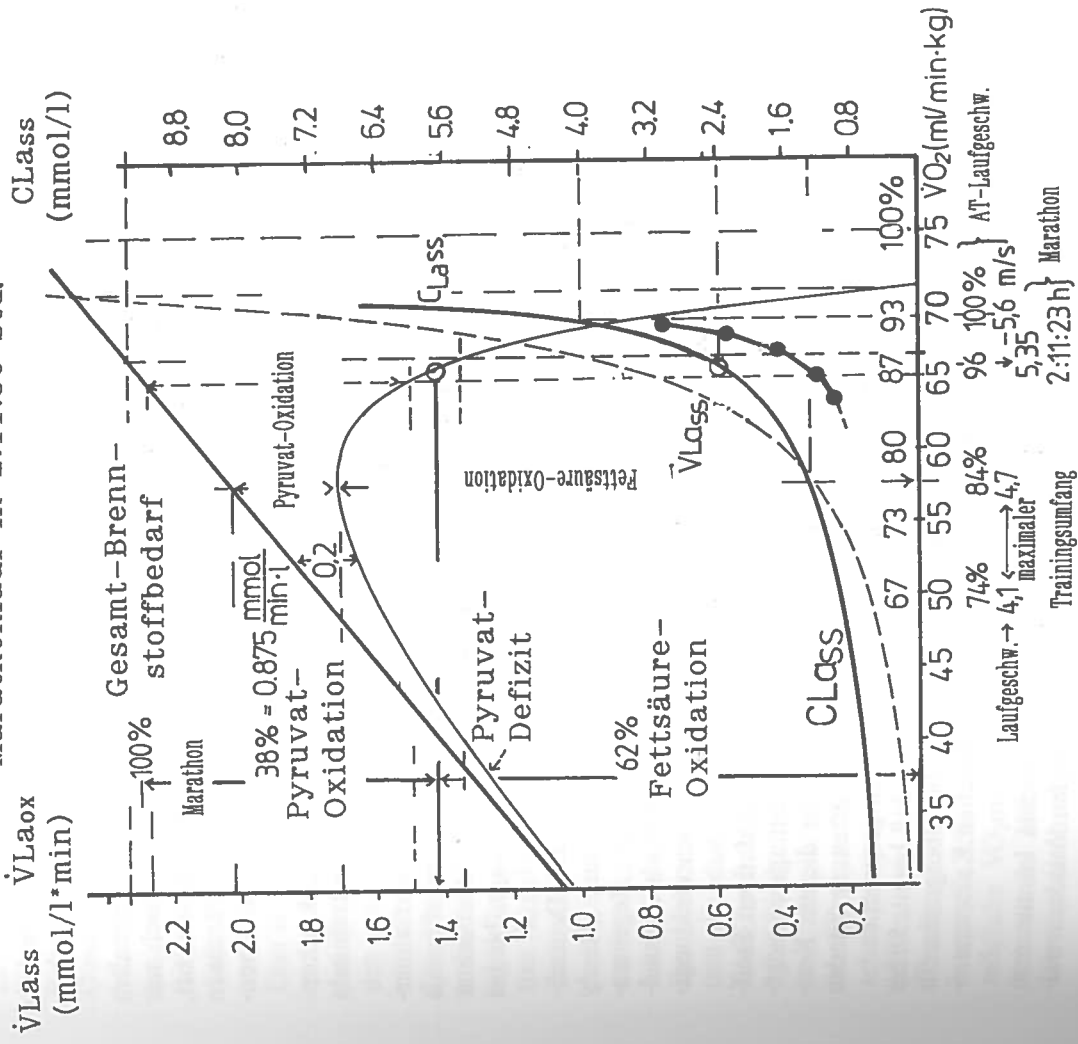 V̇Lass V̇Laox
(mmol/l*min)
CLass
(mmol/l)
2.2
2.0
1.8
1.6
1.4
1.2
1.0
0.8
0.6
0.4
0.2
8,8
8,0
7.2
6.4
5.6
4.8
4.0
3.2
2.4
1.6
0.8
Gesamt-Brenn-
stoffbedarf
100%
Marathon
38% = 0.875 mmol
min·l
Pyruvat-
Oxidation
0,2
Pyruvat-Oxidation
Pyruvat-
Defizit
62%
Fettsäure-
Oxidation
Fettsäure-Oxidation
CLass
V̇Lass
CLass
67 73 80 87 93 100%
35 40 45 50 55 60 65 70 75 V̇O2(ml/min·kg)
74% 84% 96 100% } AT-Laufgeschw.
Laufgeschw.→ 4,1 ⟷ 4,7 ↓ –5,6 m/s
maximaler 5,35 } Marathon
Trainingsumfang 2:11:23 h